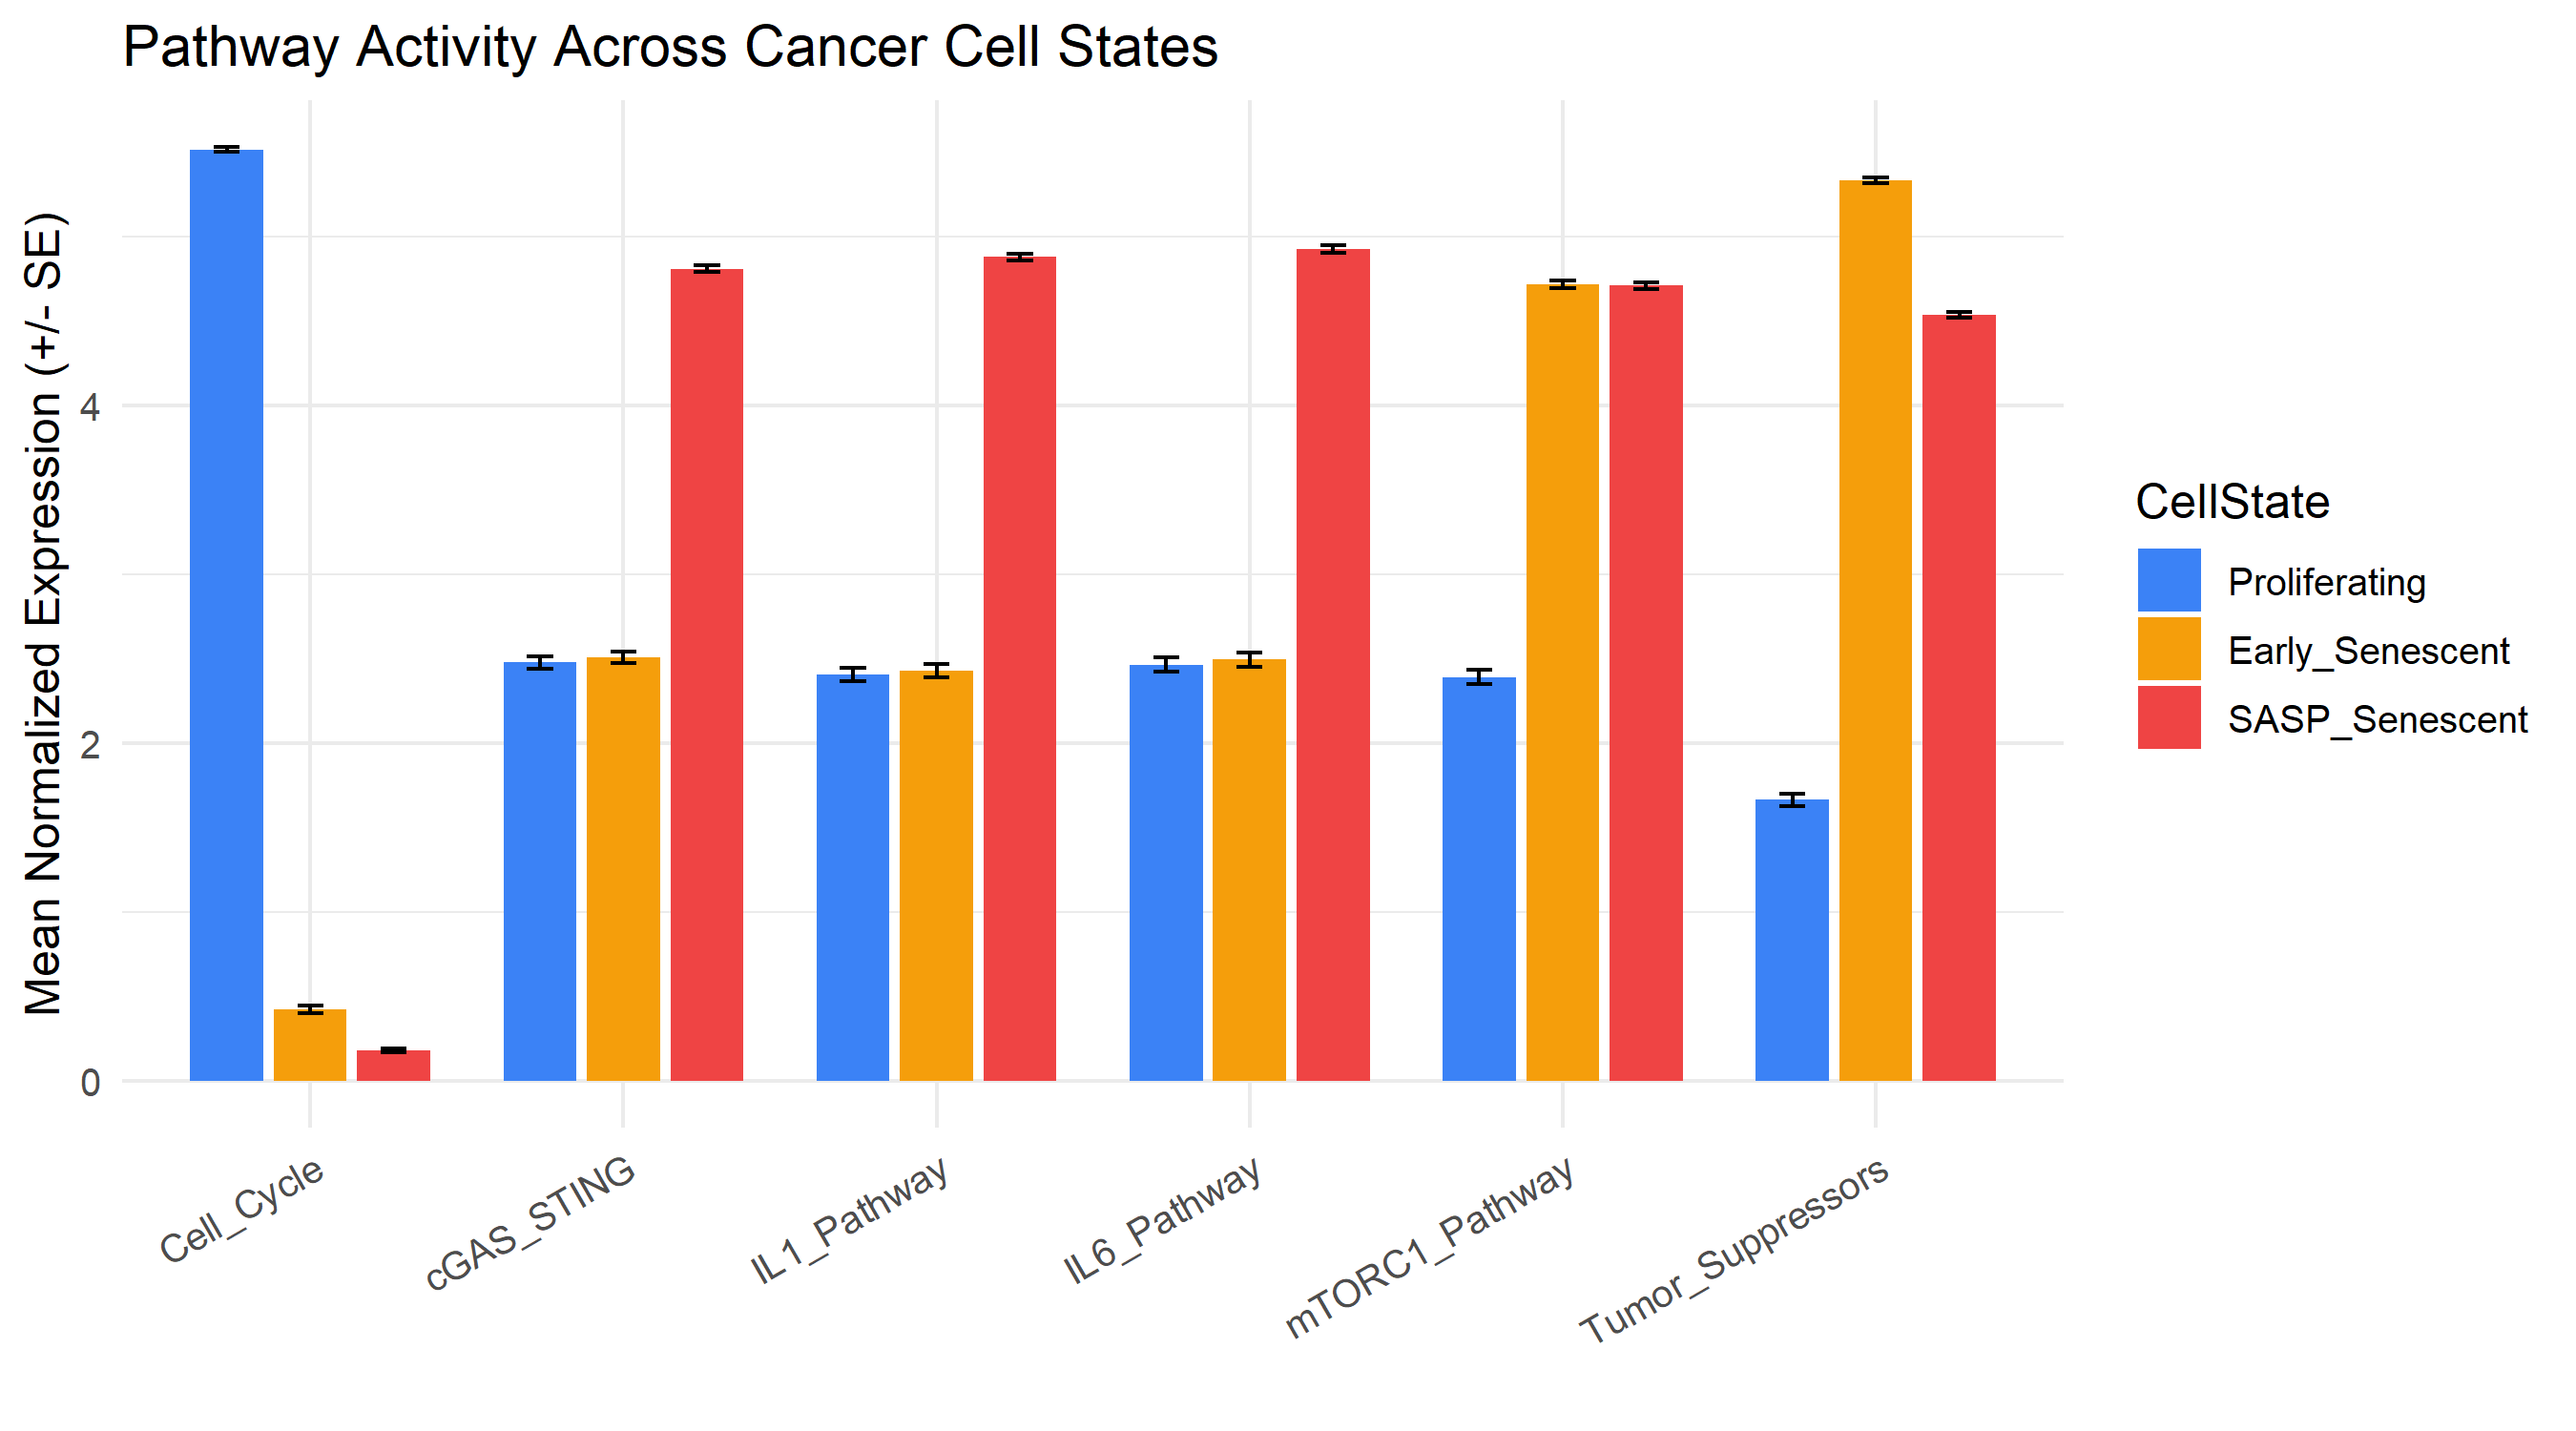 Pathway Activity Across Cancer Cell States
Mean Normalized Expression (+/- SE)
4
2
0
Cell_Cycle
cGAS_STING
IL1_Pathway
IL6_Pathway
mTORC1_Pathway
Tumor_Suppressors
CellState
Proliferating
Early_Senescent
SASP_Senescent